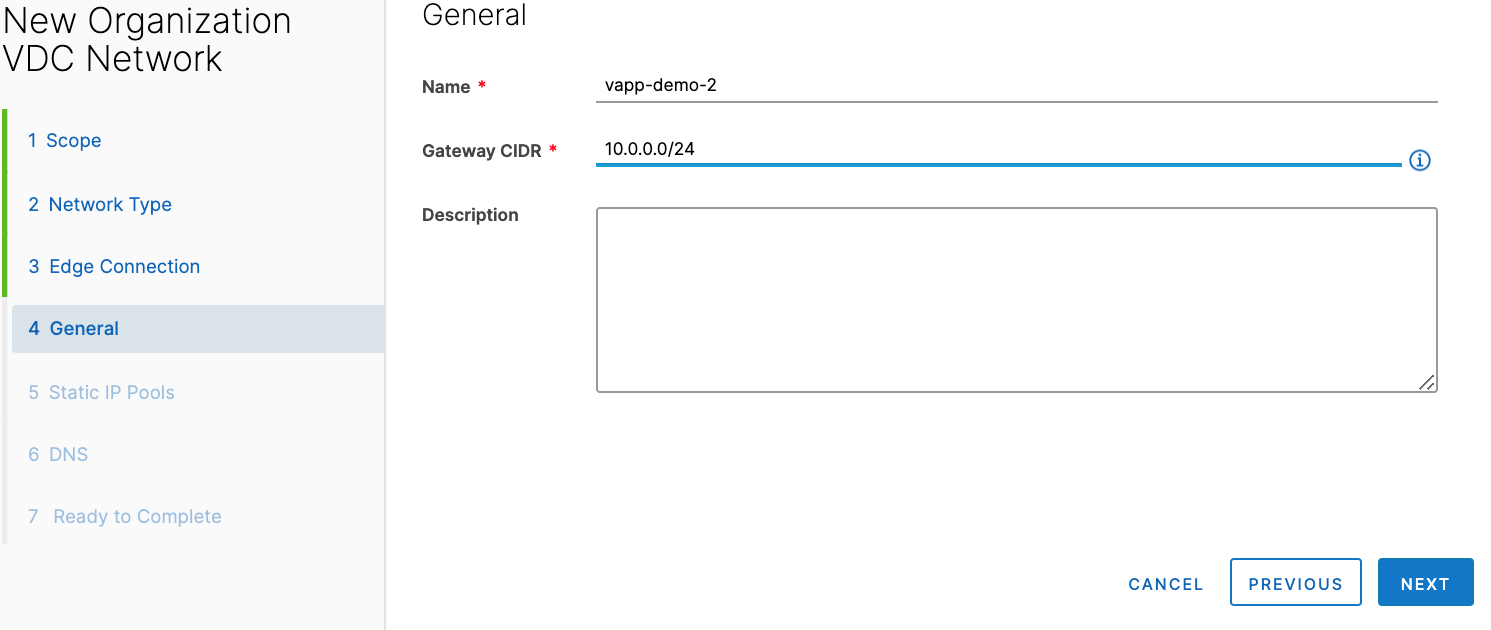 New Organization
VDC Network
1 Scope
2 Network Type
3 Edge Connection
4 General
5 Static IP Pools
6 DNS
7 Ready to Complete
General
Name *
vapp-demo-2
Gateway CIDR *
10.0.0.0/24
Description
CANCEL
PREVIOUS
NEXT